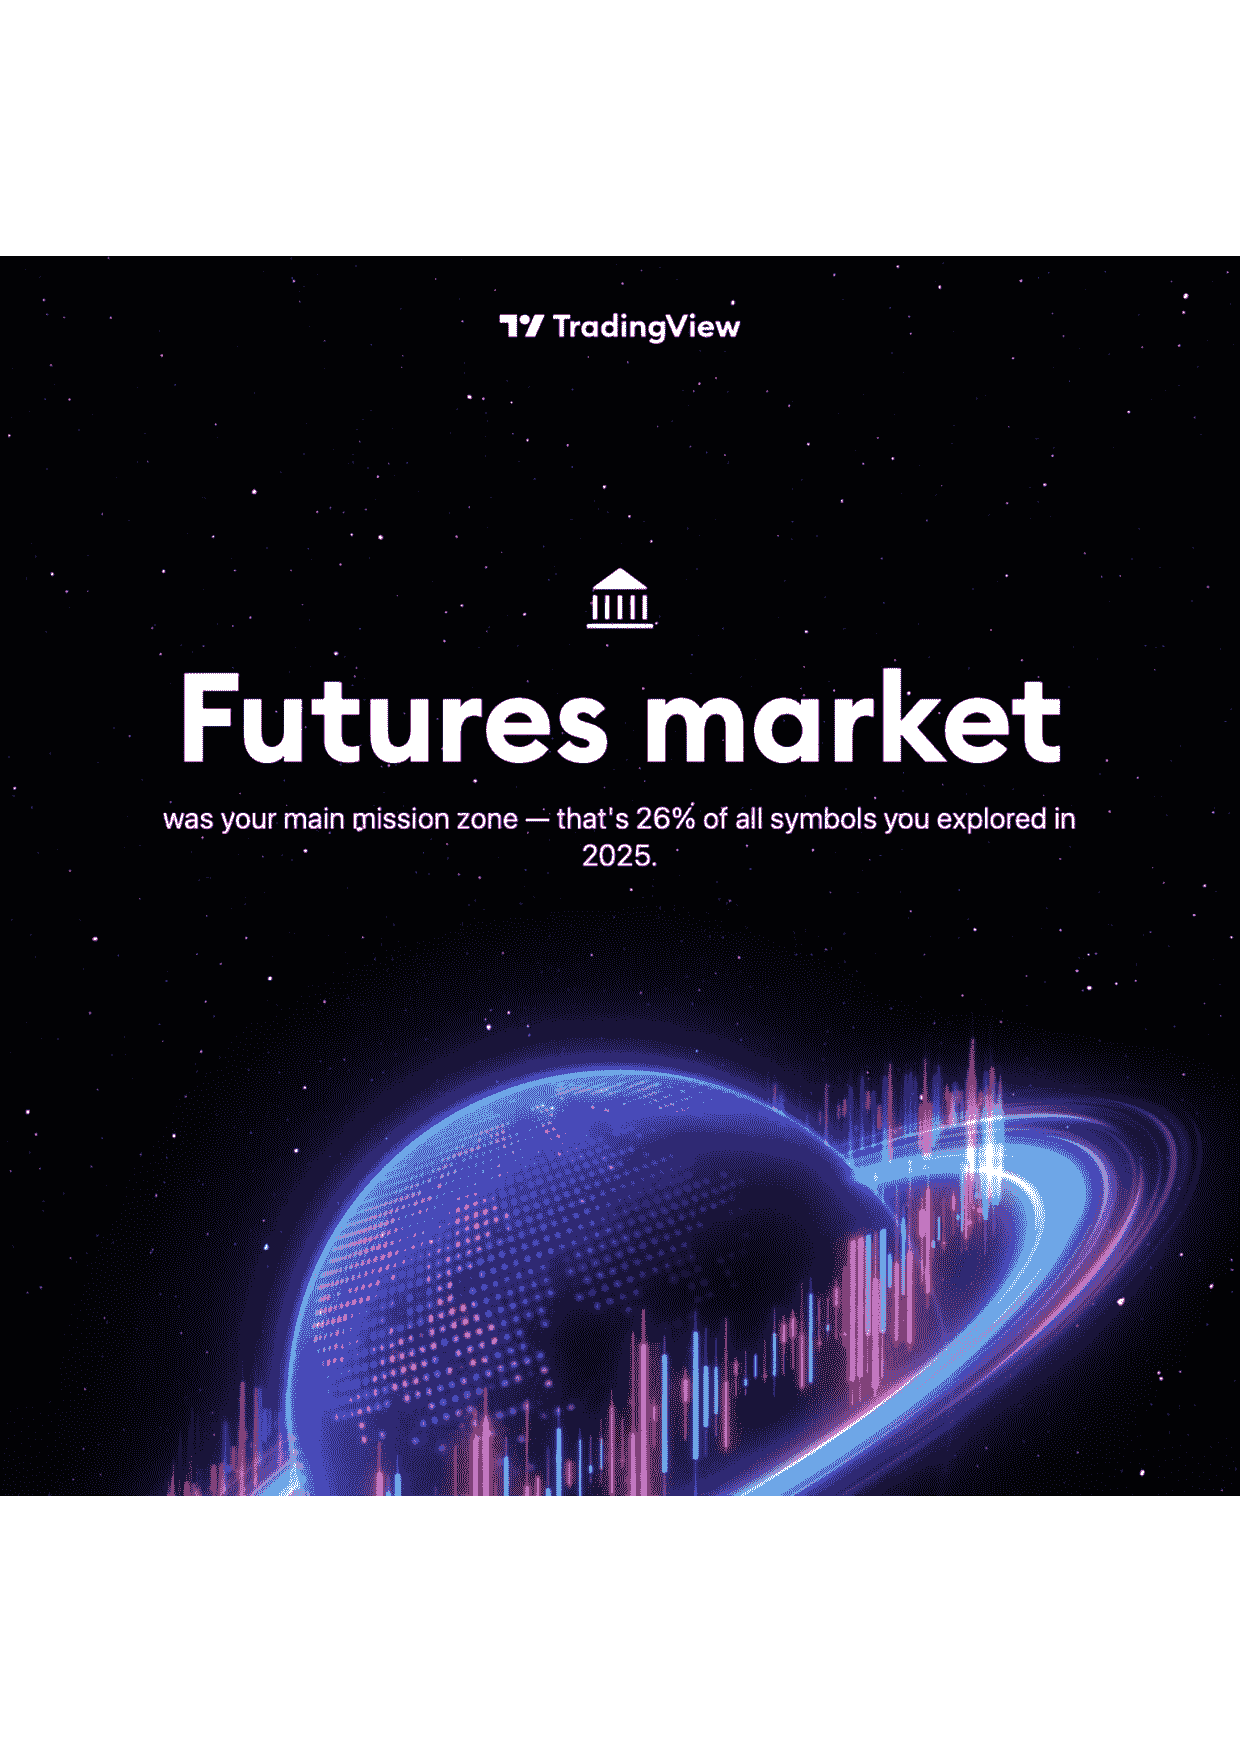 TradingView
Futures market
was your main mission zone — that's 26% of all symbols you explored in
2025.